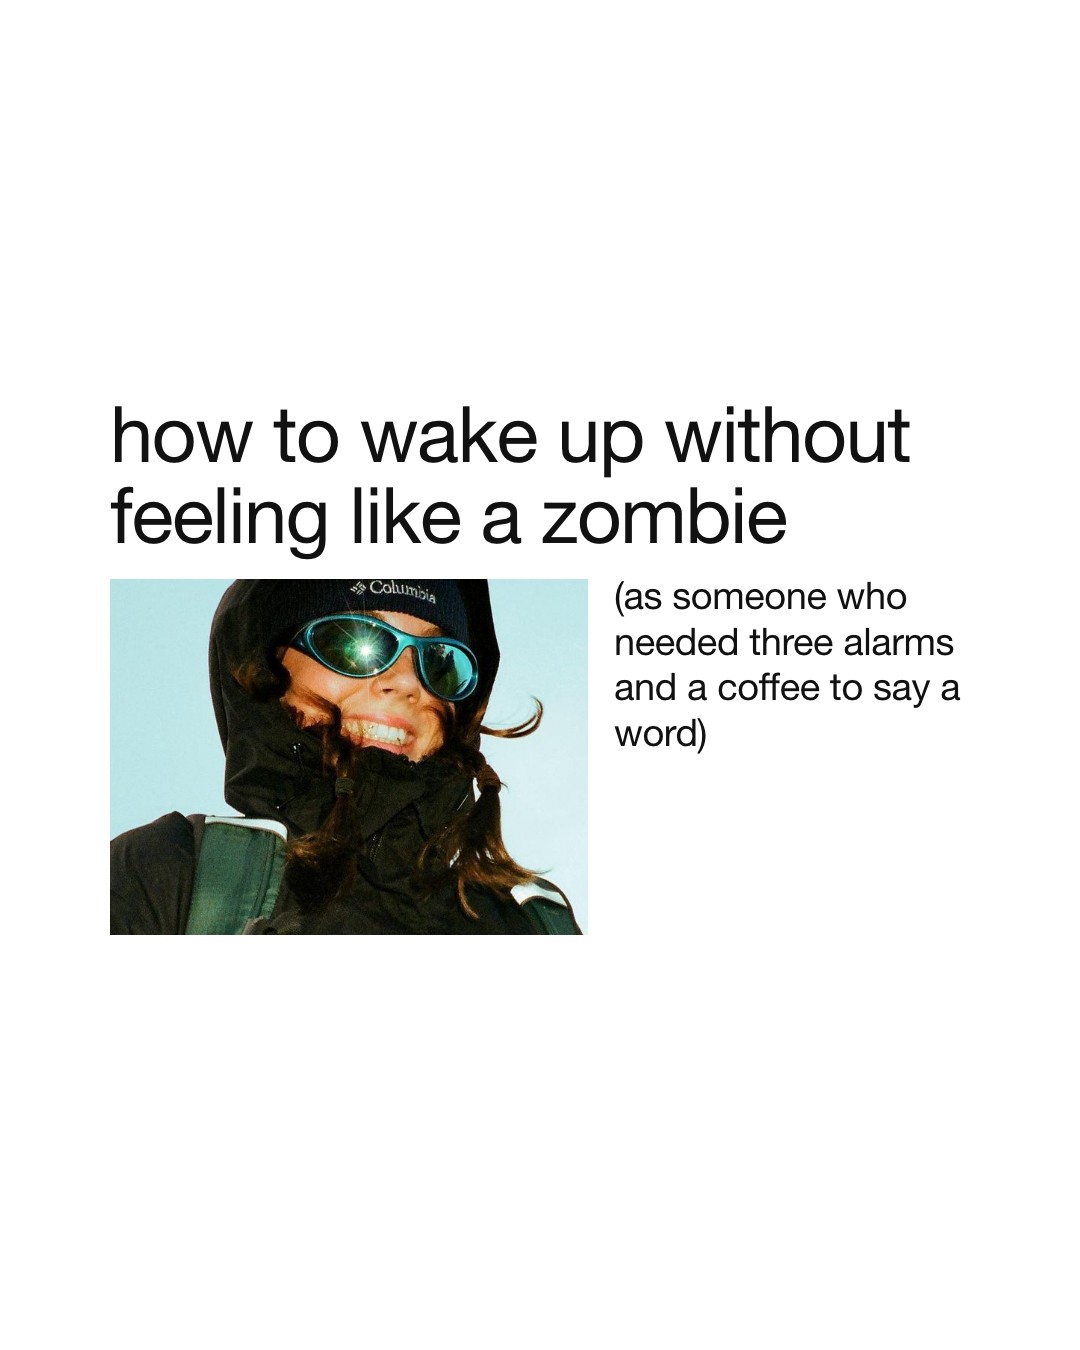 how to wake up without
feeling like a zombie
Columbia
(as someone who
needed three alarms
and a coffee to say a
word)